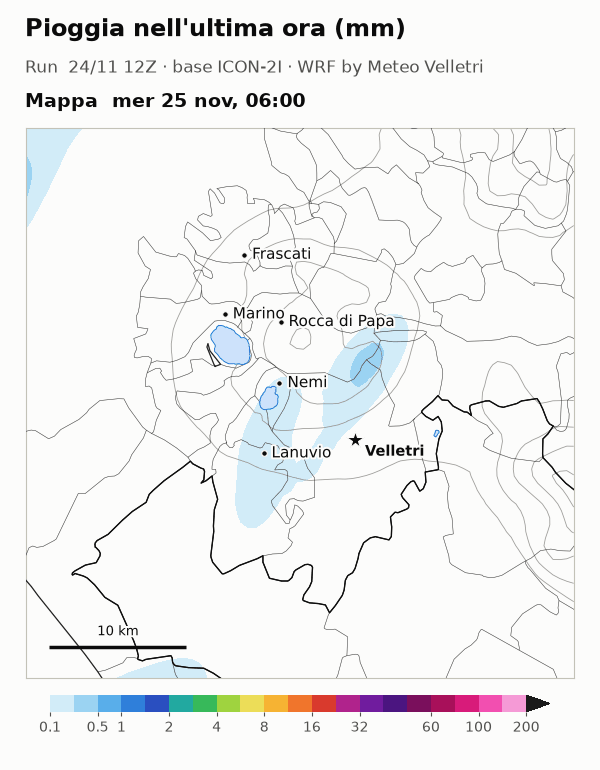 Pioggia nell'ultima ora (mm)
Run  24/11 12Z · base ICON-2I · WRF by Meteo Velletri
Mappa  mer 25 nov, 06:00
Frascati
Marino
Rocca di Papa
Nemi
Velletri
Lanuvio
10 km
0.1 0.5 1 2 4 8 16 32 60 100 200